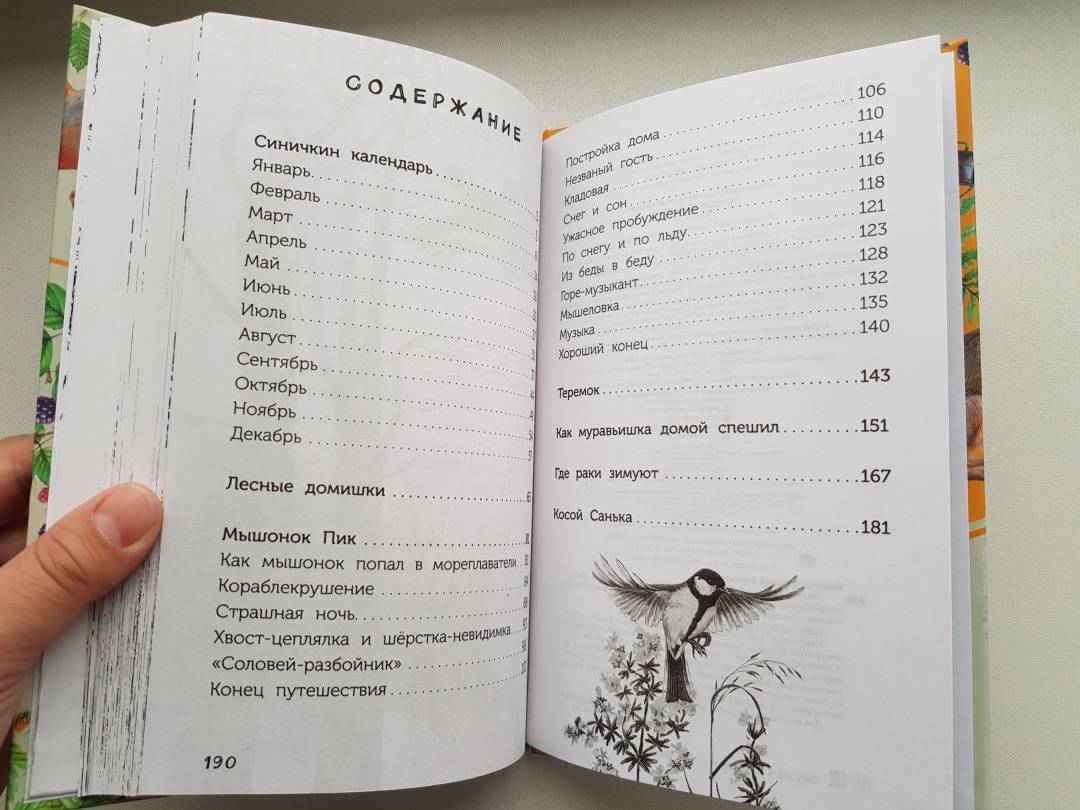 СОДЕРЖАНИЕ
Синичкин календарь
Январь
Февраль
Март
Апрель
Май
Июнь
Июль
Август
Сентябрь
Октябрь
Ноябрь
Декабрь
Лесные домишки
Мышонок Пик
Как мышонок попал в мореплаватели
Кораблекрушение
Страшная ночь
Хвост-цеплялка и шёрстка-невидимка
«Соловей-разбойник»
Конец путешествия
190
Постройка дома 106
Незваный гость 110
Кладовая 114
Снег и сон 116
Ужасное пробуждение 118
По снегу и по льду 121
Из беды в беду 123
Горе-музыкант 128
Мышеловка 132
Музыка 135
Хороший конец 140
Теремок 143
Как муравьишка домой спешил 151
Где раки зимуют 167
Косой Санька 181